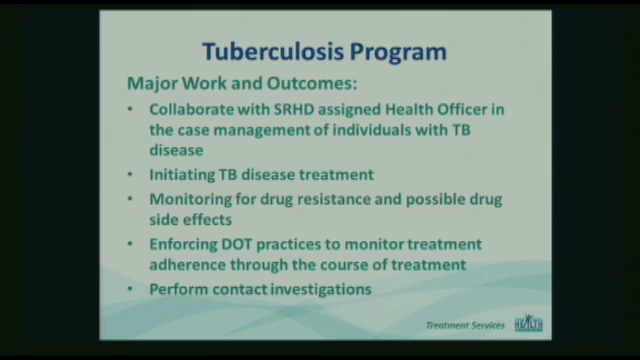 Tuberculosis Program
Major Work and Outcomes:
• Collaborate with SRHD assigned Health Officer in
the case management of individuals with TB
disease
• Initiating TB disease treatment
• Monitoring for drug resistance and possible drug
side effects
• Enforcing DOT practices to monitor treatment
adherence through the course of treatment
• Perform contact investigations
Treatment Services
HEALTH